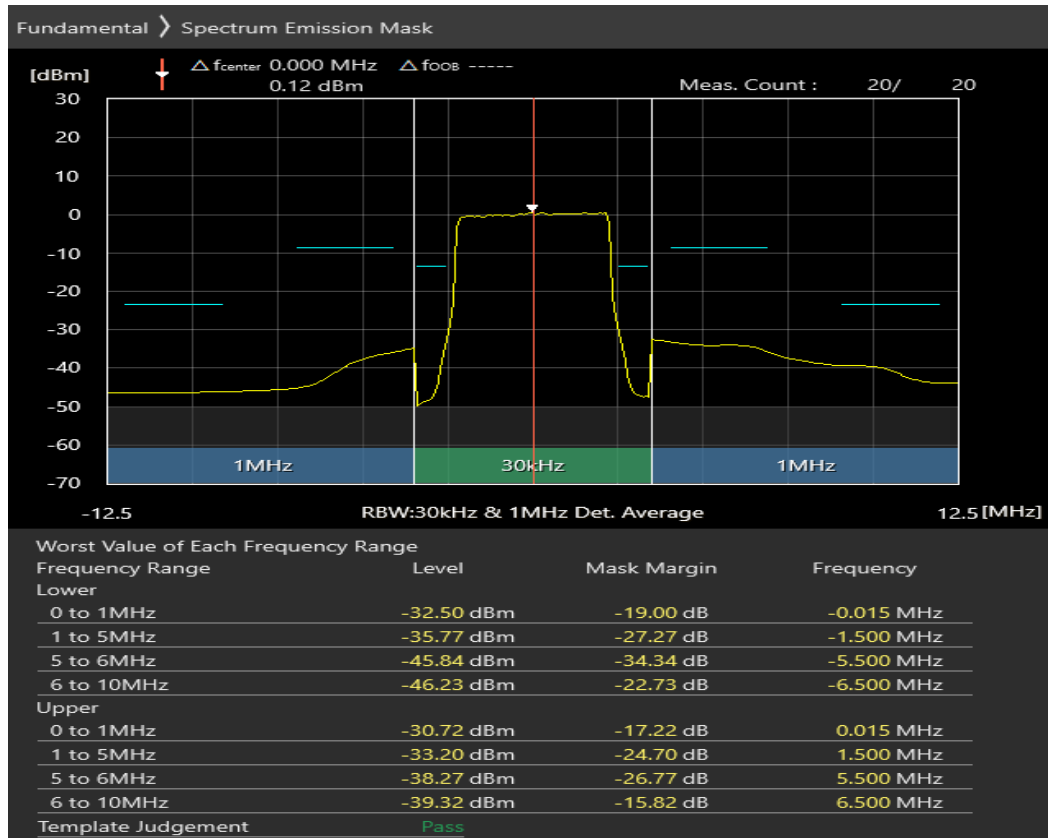 Fundamental ❯ Spectrum Emission Mask
[dBm] △ fcenter 0.000 MHz △ fOOB -----
0.12 dBm Meas. Count : 20/ 20
30
20
10
0
-10
-20
-30
-40
-50
-60
-70
1MHz 30kHz 1MHz
-12.5 RBW:30kHz & 1MHz Det. Average 12.5 [MHz]
Worst Value of Each Frequency Range
Frequency Range Level Mask Margin Frequency
Lower
0 to 1MHz -32.50 dBm -19.00 dB -0.015 MHz
1 to 5MHz -35.77 dBm -27.27 dB -1.500 MHz
5 to 6MHz -45.84 dBm -34.34 dB -5.500 MHz
6 to 10MHz -46.23 dBm -22.73 dB -6.500 MHz
Upper
0 to 1MHz -30.72 dBm -17.22 dB 0.015 MHz
1 to 5MHz -33.20 dBm -24.70 dB 1.500 MHz
5 to 6MHz -38.27 dBm -26.77 dB 5.500 MHz
6 to 10MHz -39.32 dBm -15.82 dB 6.500 MHz
Template Judgement Pass